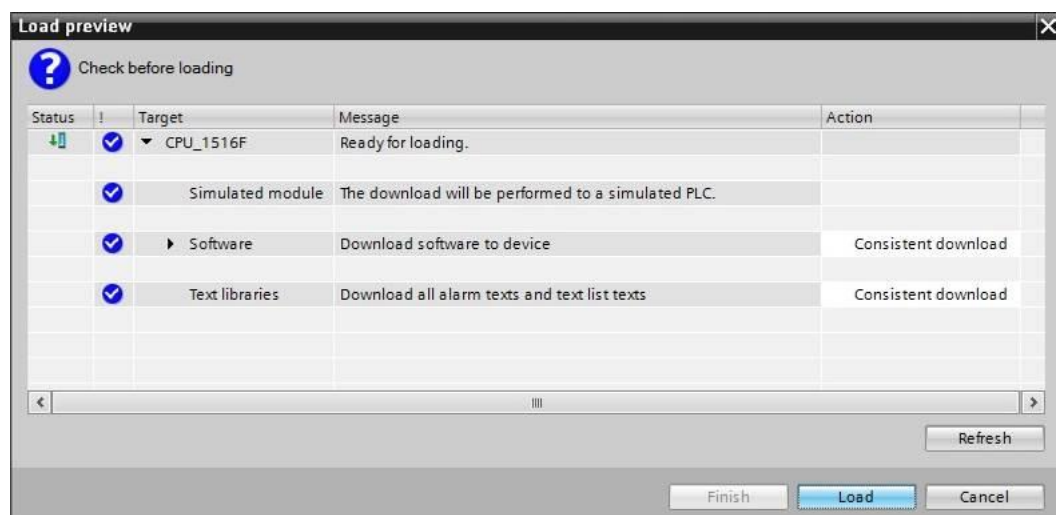 Load preview
Check before loading
Status ! Target Message Action
CPU_1516F Ready for loading.
Simulated module The download will be performed to a simulated PLC.
Software Download software to device Consistent download
Text libraries Download all alarm texts and text list texts Consistent download
Refresh
Finish Load Cancel